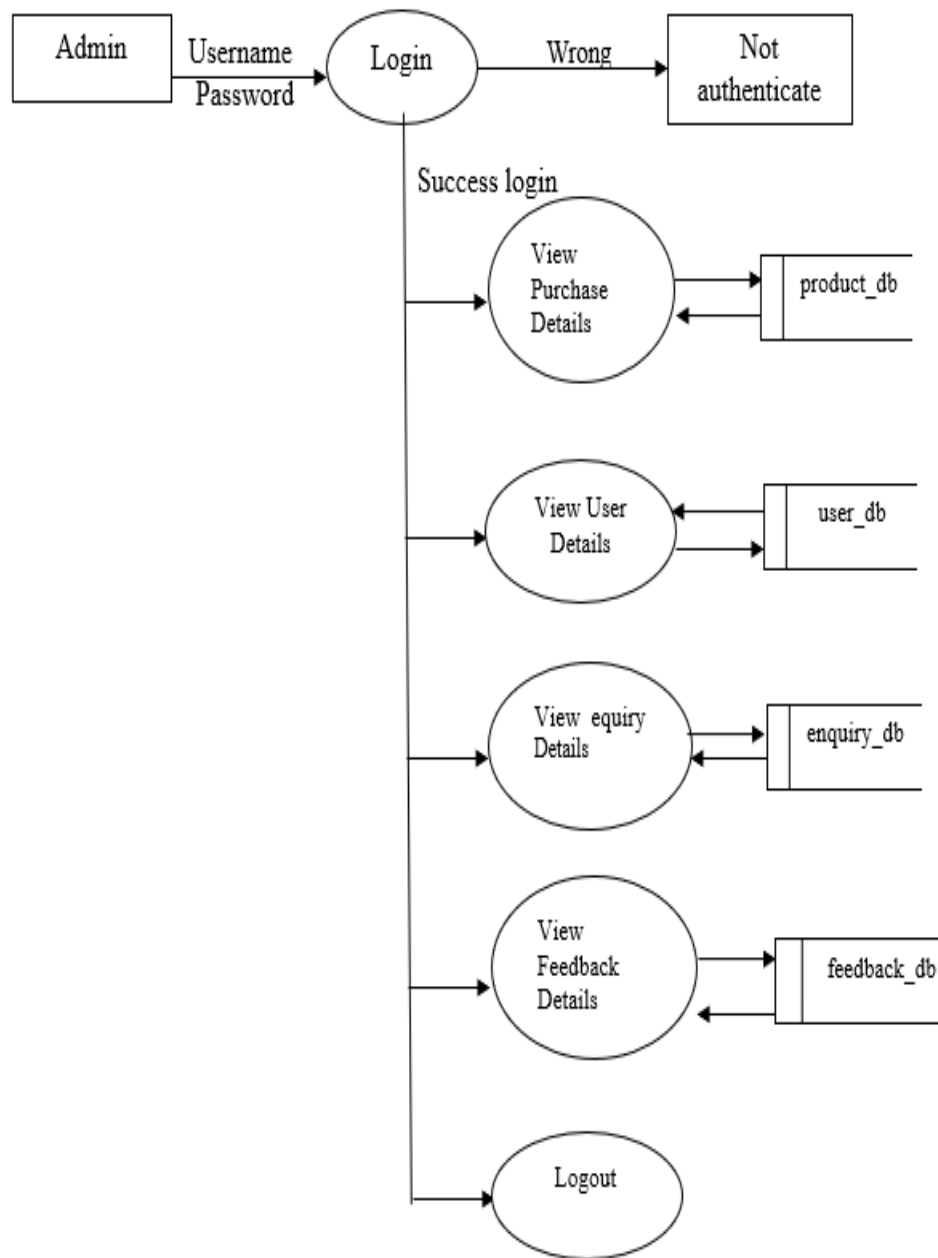 Admin
Username
Password
Login
Wrong
Not
authenticate
Success login
View
Purchase
Details
product_db
View User
Details
user_db
View equiry
Details
enquiry_db
View
Feedback
Details
feedback_db
Logout